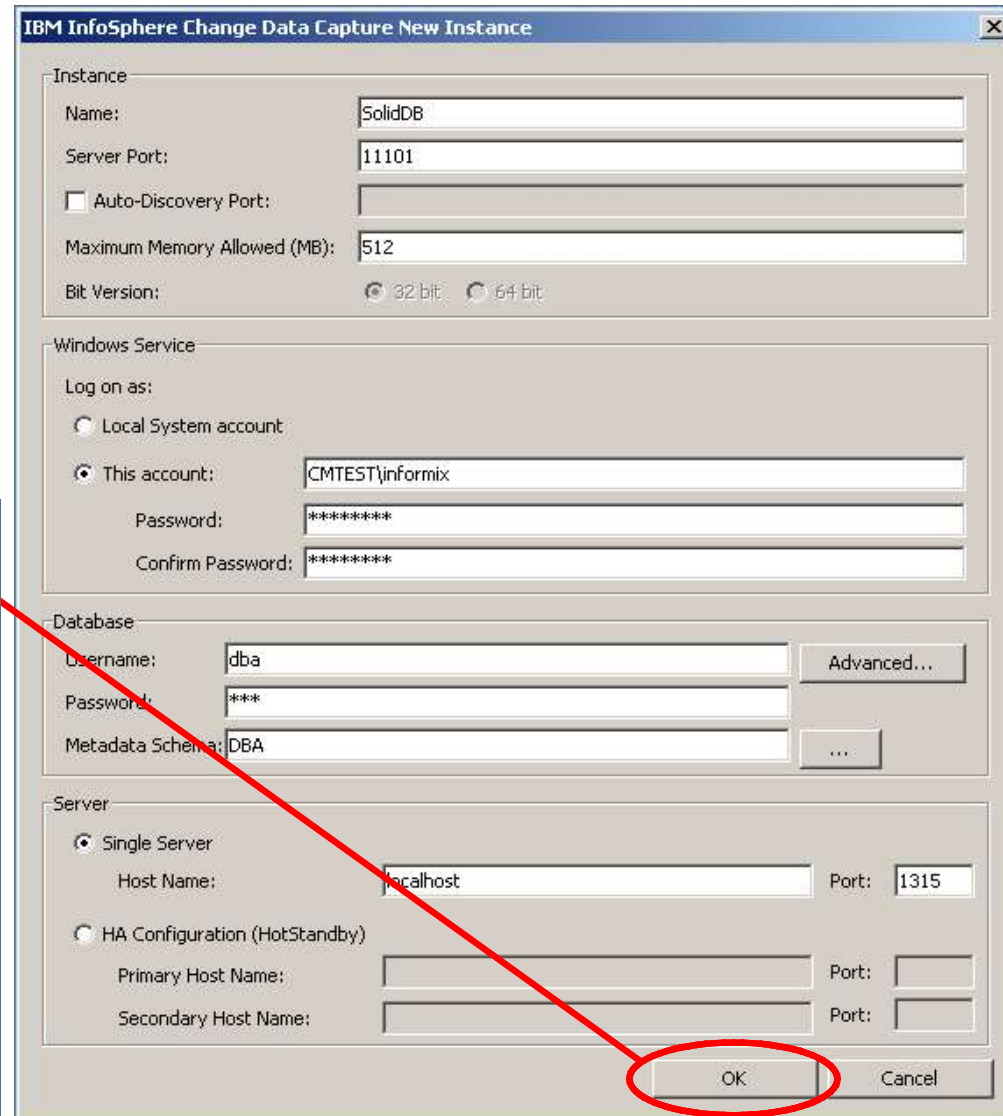 IBM InfoSphere Change Data Capture New Instance
Instance
Name: SolidDB
Server Port: 11101
Auto-Discovery Port:
Maximum Memory Allowed (MB): 512
Bit Version: 32 bit 64 bit
Windows Service
Log on as:
Local System account
This account: CMTEST\informix
Password: ********
Confirm Password: ********
Database
Username: dba Advanced...
Password: ***
Metadata Schema: DBA ...
Server
Single Server
Host Name: localhost Port: 1315
HA Configuration (HotStandby)
Primary Host Name: Port:
Secondary Host Name: Port:
OK Cancel